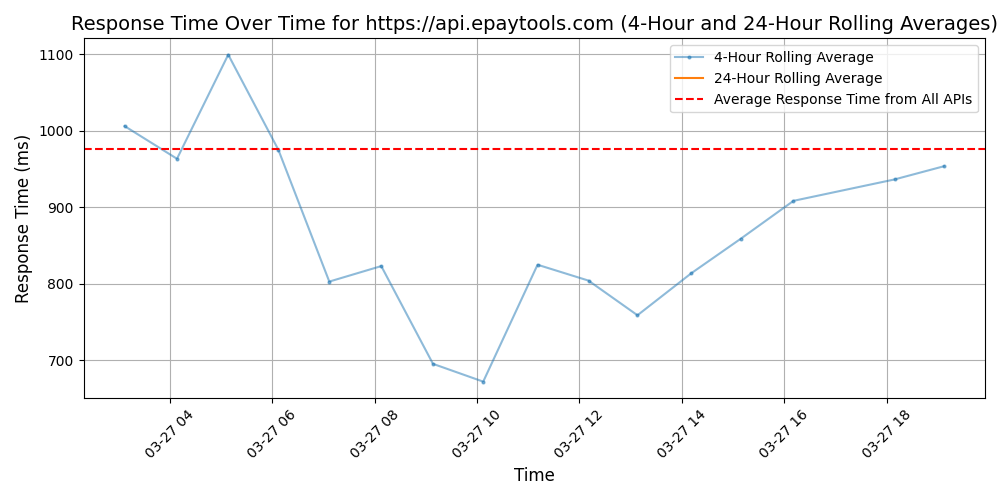 Response Time Over Time for https://api.epaytools.com (4-Hour and 24-Hour Rolling Averages)
4-Hour Rolling Average
24-Hour Rolling Average
Average Response Time from All APIs
Response Time (ms)
1100
1000
900
800
700
03-27 04
03-27 06
03-27 08
03-27 10
03-27 12
03-27 14
03-27 16
03-27 18
Time